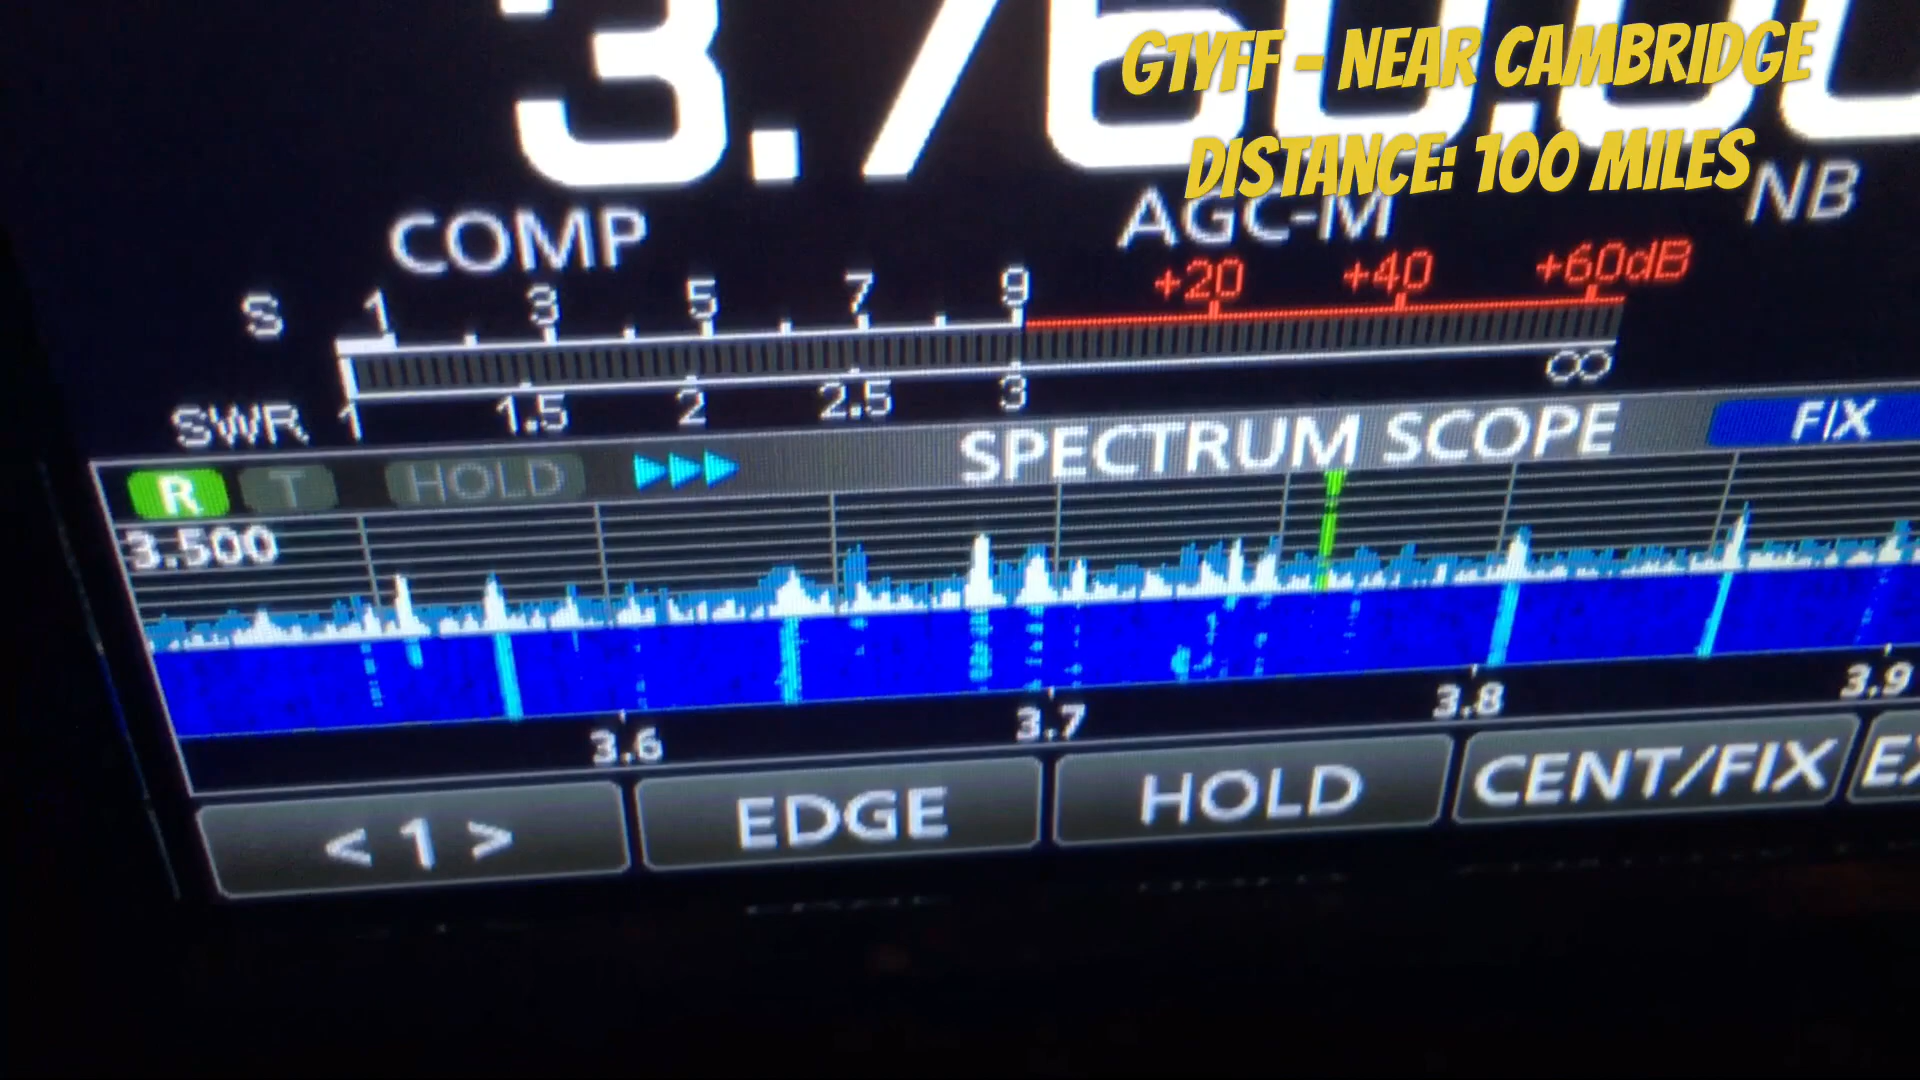 G1YFF - NEAR CAMBRIDGE
3.760.00
DISTANCE: 100 MILES
COMP AGC-M NB
S 1 3 5 7 9 +20 +40 +60dB
SWR 1 1.5 2 2.5 3 ∞
R T HOLD SPECTRUM SCOPE FIX
3.500
3.6 3.7 3.8 3.9
<1> EDGE HOLD CENT/FIX EX